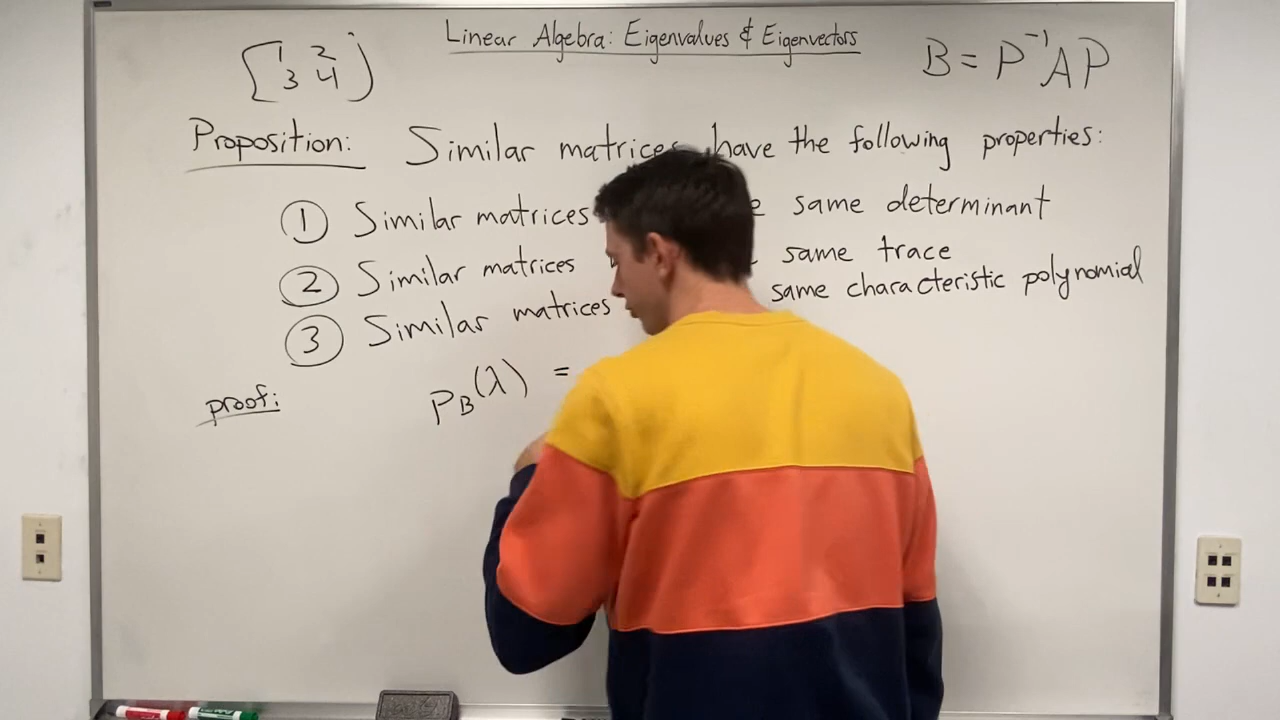 Linear Algebra: Eigenvalues & Eigenvectors
[1 2
3 4]
B = P⁻¹AP
Proposition: Similar matrices have the following properties:
① Similar matrices same determinant
② Similar matrices same trace
③ Similar matrices same characteristic polynomial
proof: P_B(λ) =